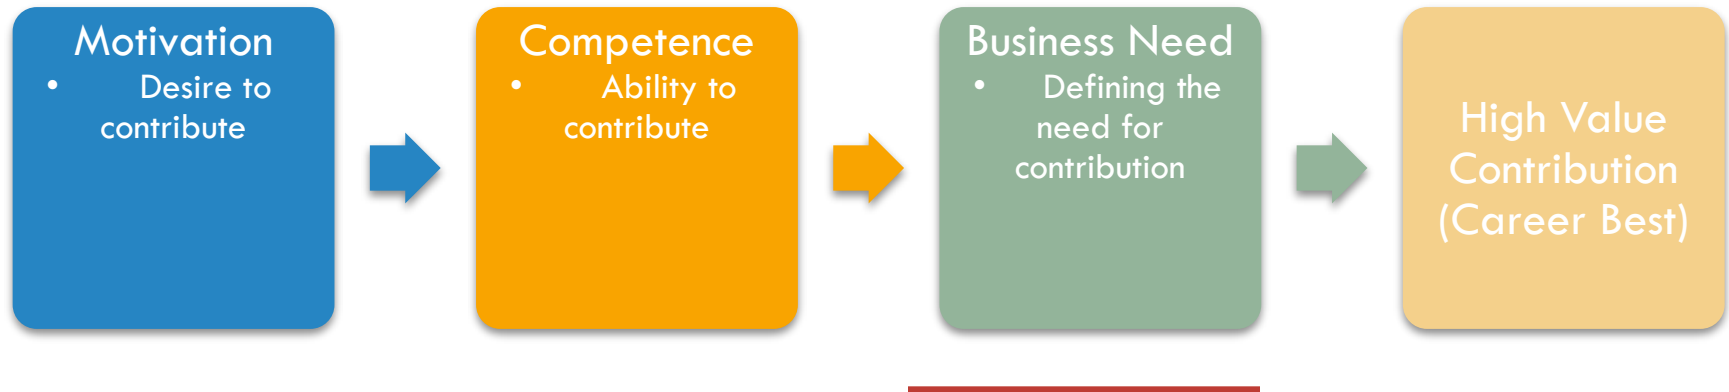 Motivation
• Desire to
contribute
Competence
• Ability to
contribute
Business Need
• Defining the
need for
contribution
High Value
Contribution
(Career Best)